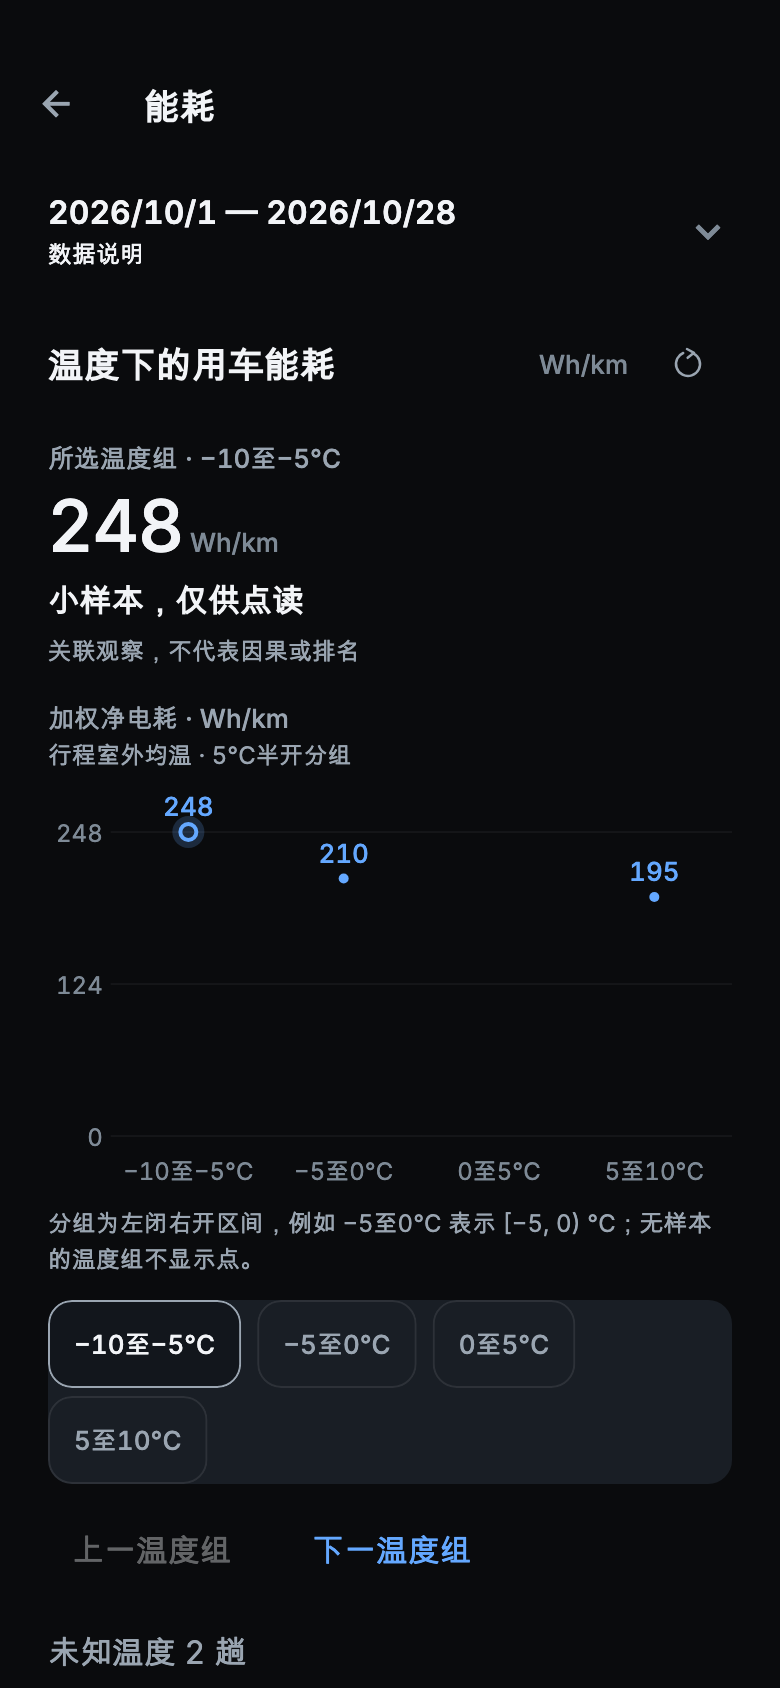 能耗
2026/10/1 — 2026/10/28
数据说明
温度下的用车能耗 Wh/km
所选温度组 · −10至−5°C
248 Wh/km
小样本，仅供点读
关联观察，不代表因果或排名
加权净电耗 · Wh/km
行程室外均温 · 5°C半开分组
248
248
210
195
124
0
−10至−5°C −5至0°C 0至5°C 5至10°C
分组为左闭右开区间，例如 −5至0°C 表示 [−5, 0) °C；无样本
的温度组不显示点。
−10至−5°C −5至0°C 0至5°C
5至10°C
上一温度组 下一温度组
未知温度 2 趟